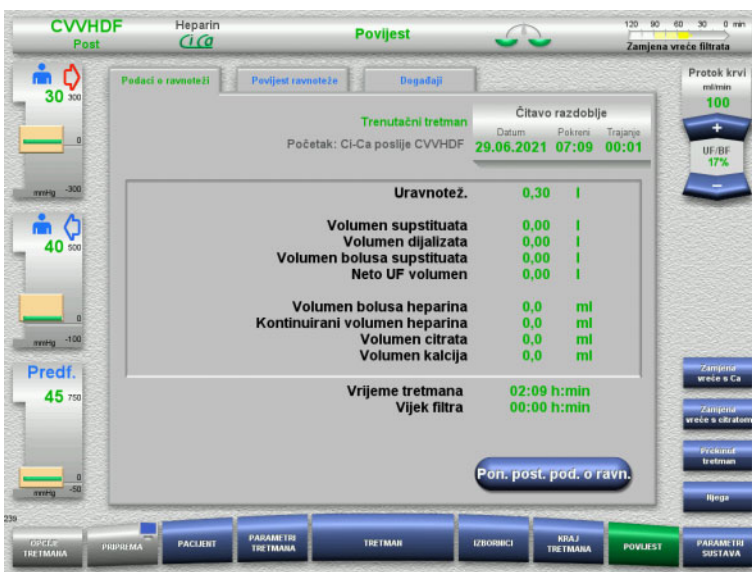 CVVHDF
Post
Heparin
Ci Ca
Povijest
120 90 60 30 0 min
Zamjena vreće filtrata
30 300
0
mmHg -300
40 500
0
mmHg -100
Predf.
45 750
0
mmHg -50
Podaci o ravnoteži
Povijest ravnoteže
Događaji
Čitavo razdoblje
Trenutačni tretman
Datum Pokreni Trajanje
Početak: Ci-Ca poslije CVVHDF 29.06.2021 07:09 00:01
Uravnotež. 0,30 l
Volumen supstituata 0,00 l
Volumen dijalizata 0,00 l
Volumen bolusa supstituata 0,00 l
Neto UF volumen 0,00 l
Volumen bolusa heparina 0,0 ml
Kontinuirani volumen heparina 0,0 ml
Volumen citrata 0,0 ml
Volumen kalcija 0,0 ml
Vrijeme tretmana 02:09 h:min
Vijek filtra 00:00 h:min
Pon. post. pod. o ravn.
Protok krvi
ml/min
100
+
UF/BF
17%
−
Zamjena
vreće s Ca
Zamjena
vreće s citratom
Prekinut
tretman
Njega
239
OPCIJE
TRETMANA
PRIPREMA
PACIJENT
PARAMETRI
TRETMANA
TRETMAN
IZBORNICI
KRAJ
TRETMANA
POVIJEST
PARAMETRI
SUSTAVA